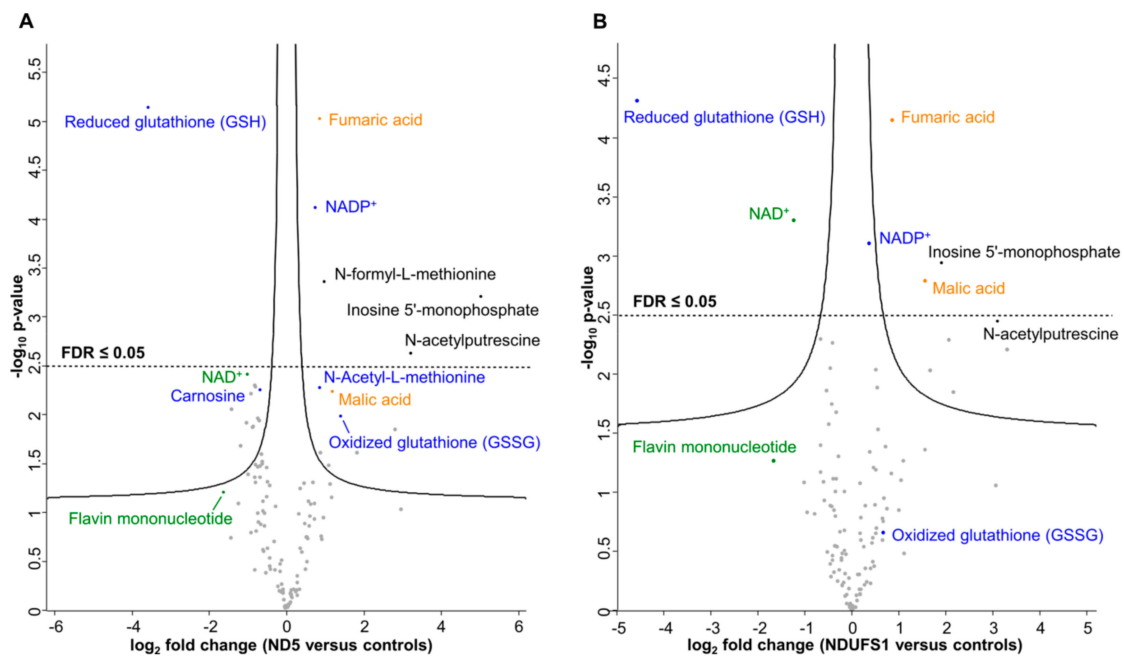 A
-log10 p-value
5.5
5
4.5
4
3.5
3
2.5
2
1.5
1
0.5
0
Reduced glutathione (GSH)
Fumaric acid
NADP+
N-formyl-L-methionine
Inosine 5'-monophosphate
N-acetylputrescine
FDR ≤ 0.05
NAD+
N-Acetyl-L-methionine
Carnosine
Malic acid
Oxidized glutathione (GSSG)
Flavin mononucleotide
-6 -4 -2 0 2 4 6
log2 fold change (ND5 versus controls)
B
-log10 p-value
4.5
4
3.5
3
2.5
2
1.5
1
0.5
0
Reduced glutathione (GSH)
Fumaric acid
NAD+
NADP+
Inosine 5'-monophosphate
Malic acid
FDR ≤ 0.05
N-acetylputrescine
Flavin mononucleotide
Oxidized glutathione (GSSG)
-5 -4 -3 -2 -1 0 1 2 3 4 5
log2 fold change (NDUFS1 versus controls)